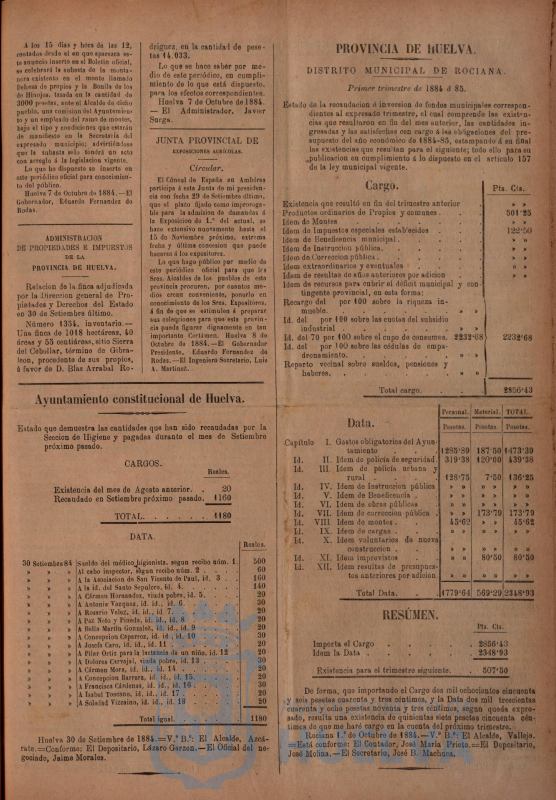 A los 15 dias y hora de las 12,
contados desde el en que aparezca es-
te anuncio inserto en el Boletin oficial,
se celebrará la subasta de la monta-
nera existente en el monte llamado
Dehesa de propios y la Bonils de los
de Hinojos, tasada en la cantidad de
3000 pesetas, ante el Alcalde de dicho
pueblo, una comision del Ayuntamiento
y un empleado del ramo de montes,
bajo el tipo y condiciones que estarán
de manifiesto en la Secretaría del
expresado municipio; advirtiéndose
que la subasta solo tendrá un acto
con arreglo á la legislacion vigente.
Lo que he dispuesto se inserte en
este periódico oficial para conocimien-
to del público.
Huelva 7 de Octubre de 1884.—El
Gobernador, Eduardo Fernandez de
Rodas.
ADMINISTRACION
DE PROPIEDADES É IMPUESTOS
DE LA
PROVINCIA DE HUELVA.
Relacion de la finca adjudicada
por la Direccion general de Pro-
piedades y Derechos del Estado
en 30 de Setiembre último.
Número 1354, inventario.—
Una finca de 1018 hectáreas, 40
áreas y 55 centiáreas, sitio Sierra
del Cebollar, término de Gibra-
leon, procedente de sus propios,
á favor de D. Blas Arrabal Ro-
driguez, en la cantidad de pese-
tas 14.033.
Lo que se hace saber por me-
dio de este periódico, en cumpli-
miento de lo que está dispuesto,
para los efectos correspondientes.
Huelva 7 de Octubre de 1884.
— El Administrador, Javier
Surga.
JUNTA PROVINCIAL DE
EXPOSICIONES AGRÍCOLAS.
Circular.
El Cónsul de España en Ambéres
participa á esta Junta de mi presiden-
cia con fecha 29 de Setiembre último,
que el plazo fijado como improroga-
ble para la admision de demandas á
la Exposicion de 1.ª del actual, se
hace extensivo nuevamente hasta el
15 de Noviembre próximo, extrema
fecha y última concesion que puede
hacerse á los expositores.
Lo que hago público por medio de
este periódico oficial para que los
Sres. Alcaldes de los pueblos de esta
provincia procuren, por cuantos me-
dios crean conveniente, ponerlo en
conocimiento de los Sres. Expositores,
á fin de que se estimulen á preparar
sus colecciones para que esta provin-
cia pueda figurar dignamente en tan
importante Certámen. Huelva 8 de
Octubre de 1884.—El Gobernador
Presidente, Eduardo Fernandez de
Rodas.—El Ingeniero Secretario, Luis
A. Martinez.
Ayuntamiento constitucional de Huelva.
Estado que demuestra las cantidades que han sido recaudadas por la
Seccion de Higiene y pagadas durante el mes de Setiembre
próximo pasado.
CARGOS.
Reales.
Existencia del mes de Agosto anterior. . 20
Recaudado en Setiembre próximo pasado. 1160
TOTAL. . . . . . 1180
DATA.
Reales.
30 Setiembre 84 Sueldo del médico higienista, segun recibo núm. 1. 500
» » » Al cabo inspector, segun recibo núm. 2 . . . 60
» » » A la Asociacion de San Vicente de Paul, id. 3 . . 160
» » » A la id. del Santo Sepulcro, id. 4 . . . 140
» » » A Cármen Hernandez, viuda pobre, id. 5. . . 20
» » » A Antonio Vazquez, id. id., id. 6. . . 30
» » » A Rosario Velez, id. id., id. 7. . . 20
» » » A Paz Neto y Pineda, id. id., id. 8 . . 20
» » » A Bella Martin Gonzalez, id. id., id. 9 . . 20
» » » A Concepcion Caparroz, id. id., id. 10 . . 30
» » » A Josefa Caro, id. id., id. 11 . . 20
» » » A Pilar Ortiz para la lactancia de un niño, id. 12 . 20
» » » A Dolores Carvajal, viuda pobre, id. 13 . . 30
» » » A Cármen Mora, id. id., id. 14 . . 20
» » » A Concepcion Barrara, id. id., id. 15. . 20
» » » A Francisca Cárdenas, id. id., id. 16 . . 30
» » » A Isabel Toscano, id. id., id. 17 . . 20
» » » A Soledad Vizcaino, id. id., id. 18 . . 20
Total igual. . . . . . 1180
Huelva 30 de Setiembre de 1884.—V.º B.º: El Alcalde, Azcá-
rate.—Conforme: El Depositario, Lázaro Garzon.—El Oficial del ne-
gociado, Jaime Morales.
PROVINCIA DE HUELVA.
DISTRITO MUNICIPAL DE ROCIANA.
Primer trimestre de 1884 á 85.
Estado de la recaudacion é inversion de fondos municipales correspon-
dientes al expresado trimestre, el cual comprende las existen-
cias que resultaron en fin del mes anterior, las cantidades in-
gresadas y las satisfechas con cargo á las obligaciones del pre-
supuesto del año económico de 1884-85, estampando á su final
las existencias que resultan para el siguiente; todo ello para su
publicacion en cumplimiento á lo dispuesto en el artículo 157
de la ley municipal vigente.
Cargo.
Pts. Cts.
Existencia que resultó en fin del trimestre anterior » »
Productos ordinarios de Propios y comunes . . 501'25
Idem de Montes . . . . . » »
Idem de Impuestos especiales establecidos . . 122'50
Idem de Beneficencia municipal. . . . » »
Idem de Instruccion pública. . . . » »
Idem de Correccion pública . . . . » »
Idem extraordinarios y eventuales . . . » »
Idem de resultas de años anteriores por adicion . » »
Idem de recursos para cubrir el déficit municipal y con-
tingente provincial, en esta forma:
Recargo del por 100 sobre la riqueza in-
mueble. . . . . » »
Id. del por 100 sobre las cuotas del subsidio
industrial . . . . » »
Id. del 70 por 100 sobre el cupo de consumos. 2232'68 2232'68
Id. del por 100 sobre las cédulas de empa-
dronamiento. . . . » »
Reparto vecinal sobre sueldos, pensiones y
haberes. . . . . » »
Total cargo. . . . . 2856'43
Data.
Personal. Material. TOTAL.
Pesetas. Pesetas. Pesetas.
Capítulo I. Gastos obligatorios del Ayun-
tamiento . . . 1285'89 187'50 1473'39
Id. II. Idem de policía de seguridad. 319'38 120'00 439'38
Id. III. Idem de policía urbana y
rural . . . 128'75 7'50 136'25
Id. IV. Idem de instruccion pública » » » » » »
Id. V. Idem de Beneficencia . » » » » » »
Id. VI. Idem de obras públicas » » » » » »
Id. VII. Idem de correccion pública . » » 173'79 173'79
Id. VIII. Idem de montes . . 45'62 » » 45'62
Id. IX. Idem de cargas . . » » » » » »
Id. X. Idem voluntarios de nueva
construccion . . » » » » » »
Id. XI. Idem imprevistos . » » 80'50 80'50
Id. XII. Idem resultas de presupues-
tos anteriores por adicion » » » » » »
Total Data. . . 1779'64 569'29 2348'93
RESÚMEN.
Pts. Cts.
Importa el Cargo . . . . 2856'43
Idem la Data . . . . . 2348'93
Existencia para el trimestre siguiente. . 507'50
De forma, que importando el Cargo dos mil ochocientos cincuenta
y seis pesetas cuarenta y tres céntimos, y la Data dos mil trescientas
cuarenta y ocho pesetas noventa y tres céntimos, segun queda expre-
sado, resulta una existencia de quinientas siete pesetas cincuenta cén-
timos de que me haré cargo en la cuenta del próximo trimestre.
Rociana 1.º de Octubre de 1884.—V.º B.º: El Alcalde, Vallejo.
—Está conforme: El Contador, José María Prieto.—El Depositario,
José Molina.—El Secretario, José B. Machuca.